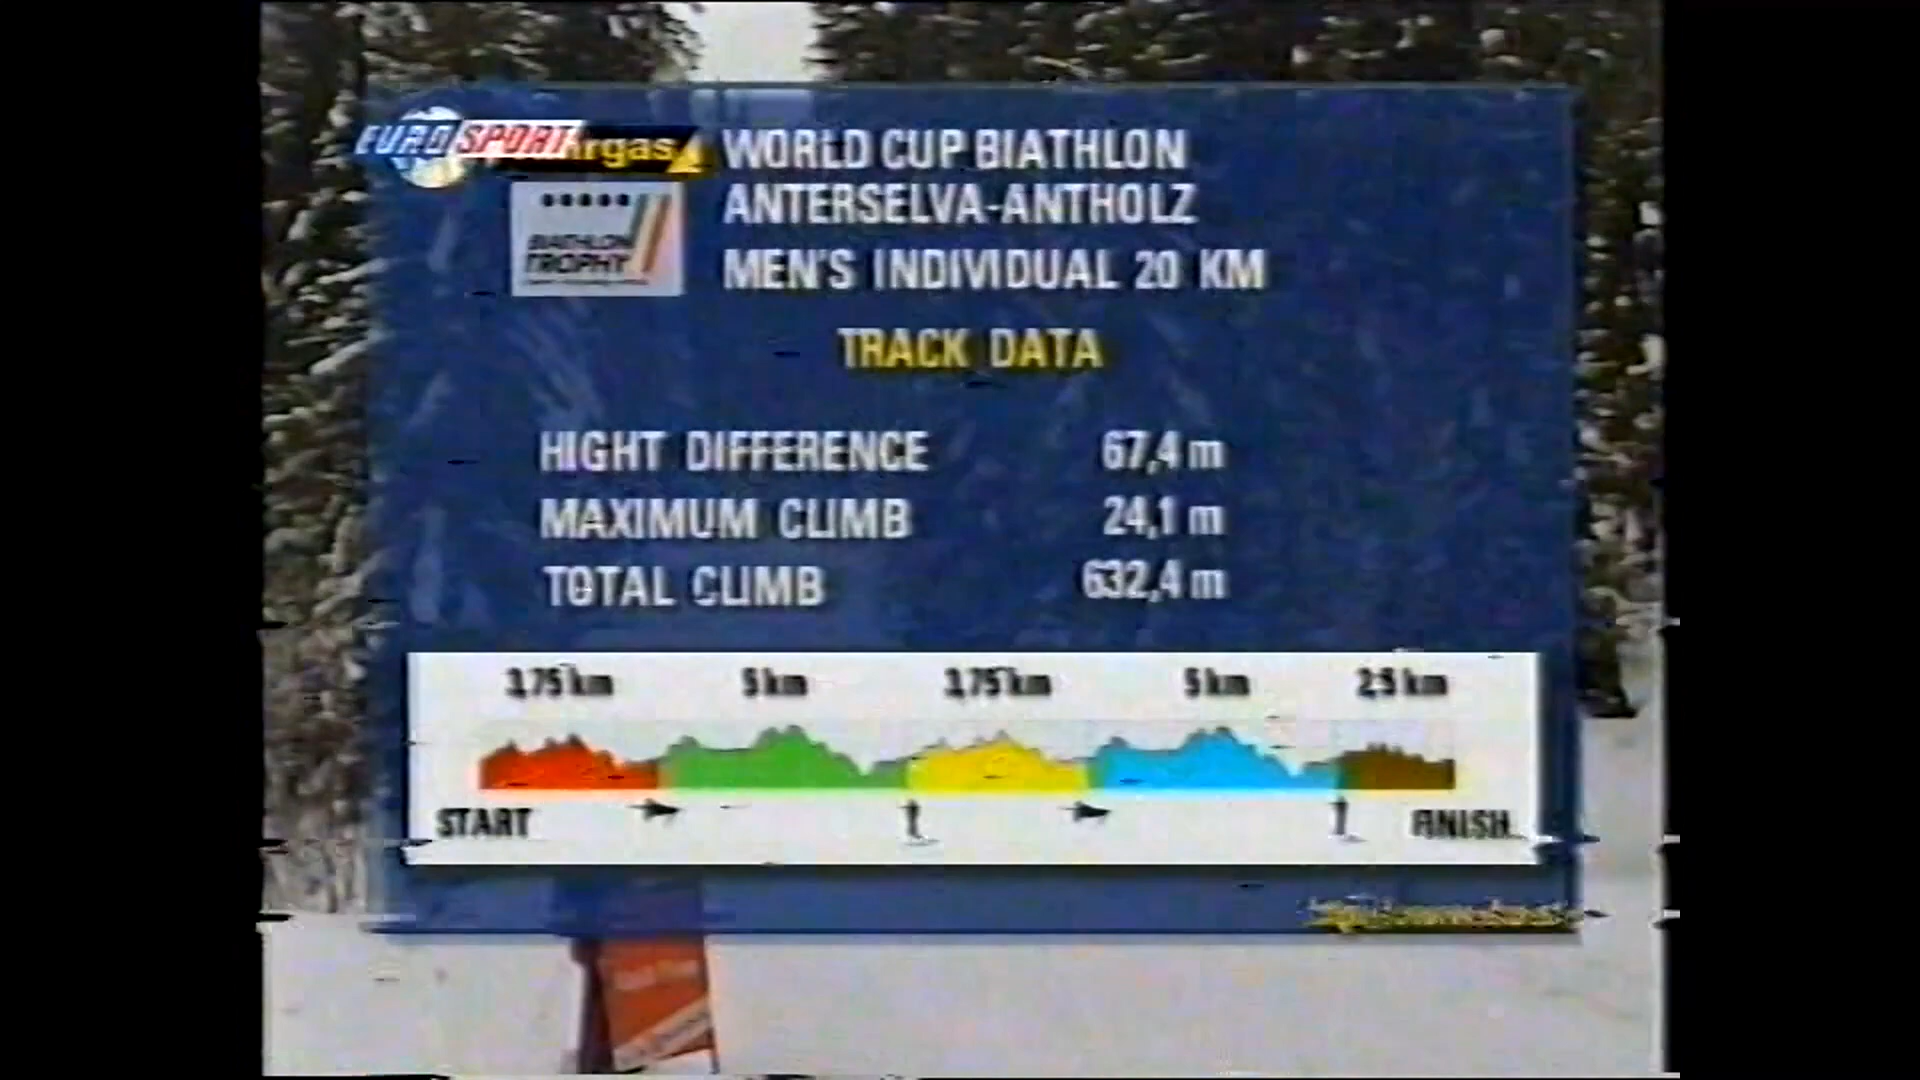 EUROSPORT
WORLD CUP BIATHLON
ANTERSELVA-ANTHOLZ
BIATHLON
TROPHY
MEN'S INDIVIDUAL 20 KM
TRACK DATA
HIGHT DIFFERENCE 67,4 m
MAXIMUM CLIMB 24,1 m
TOTAL CLIMB 632,4 m
3,75 km 5 km 3,75 km 5 km 2,5 km
START FINISH